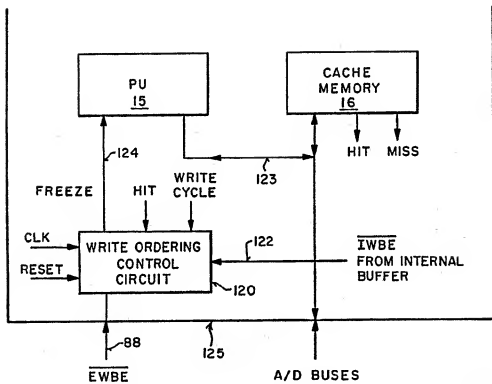 PU
15
CACHE
MEMORY
16
124
123
HIT
MISS
FREEZE
HIT
WRITE
CYCLE
CLK
RESET
WRITE ORDERING
CONTROL
CIRCUIT
120
122
IWBE
FROM INTERNAL
BUFFER
88
125
EWBE
A/D BUSES